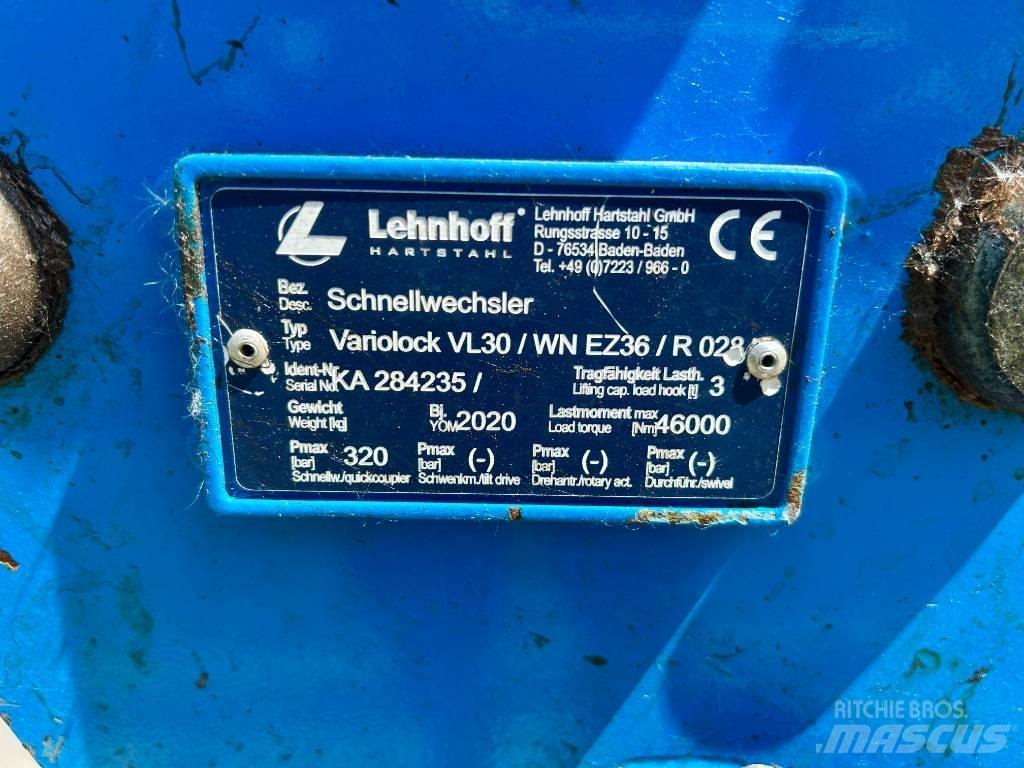 Lehnhoff®
HARTSTAHL
Lehnhoff Hartstahl GmbH
Rungsstrasse 10 - 15
D - 76534 Baden-Baden
Tel. +49 (0)7223 / 966 - 0
CE
Bez.
Desc. Schnellwechsler
Typ
Type Variolock VL30 / WN EZ36 / R 028
Ident-Nr.
Serial No. KA 284235 /
Tragfähigkeit Lasth.
Lifting cap. load hook [t] 3
Gewicht
Weight [kg]
Bj.
YOM 2020
Lastmoment max
Load torque [Nm] 46000
Pmax
[bar] 320
Schnellw./quickcoupler
Pmax
[bar] (-)
Schwenkm./tilt drive
Pmax
[bar] (-)
Drehantr./rotary act.
Pmax
[bar] (-)
Durchführ./swivel
RITCHIE BROS.
MASCUS